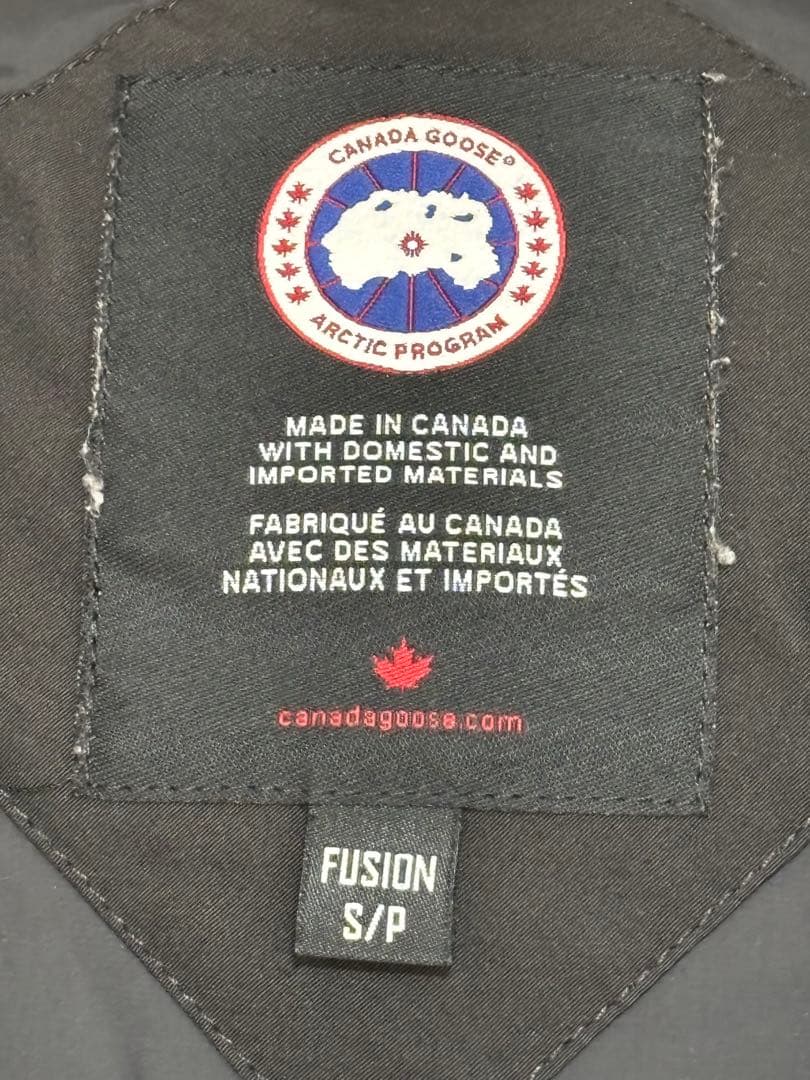 CANADA GOOSE®
ARCTIC PROGRAM
MADE IN CANADA
WITH DOMESTIC AND
IMPORTED MATERIALS
FABRIQUÉ AU CANADA
AVEC DES MATERIAUX
NATIONAUX ET IMPORTÉS
canadagoose.com
FUSION
S/P